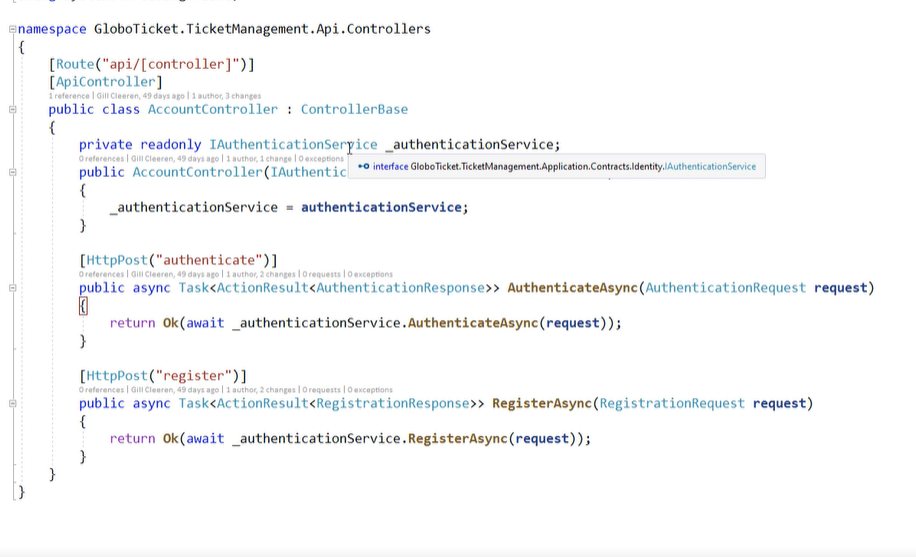 namespace GloboTicket.TicketManagement.Api.Controllers
{
[Route("api/[controller]")]
[ApiController]
1 reference | Gill Cleeren, 49 days ago | 1 author, 3 changes
public class AccountController : ControllerBase
{
private readonly IAuthenticationService _authenticationService;
0 references | Gill Cleeren, 49 days ago | 1 author, 1 change | 0 exceptions
public AccountController(IAuthentic
interface GloboTicket.TicketManagement.Application.Contracts.Identity.IAuthenticationService
{
_authenticationService = authenticationService;
}
[HttpPost("authenticate")]
0 references | Gill Cleeren, 49 days ago | 1 author, 2 changes | 0 requests | 0 exceptions
public async Task<ActionResult<AuthenticationResponse>> AuthenticateAsync(AuthenticationRequest request)
{
return Ok(await _authenticationService.AuthenticateAsync(request));
}
[HttpPost("register")]
0 references | Gill Cleeren, 49 days ago | 1 author, 2 changes | 0 requests | 0 exceptions
public async Task<ActionResult<RegistrationResponse>> RegisterAsync(RegistrationRequest request)
{
return Ok(await _authenticationService.RegisterAsync(request));
}
}
}